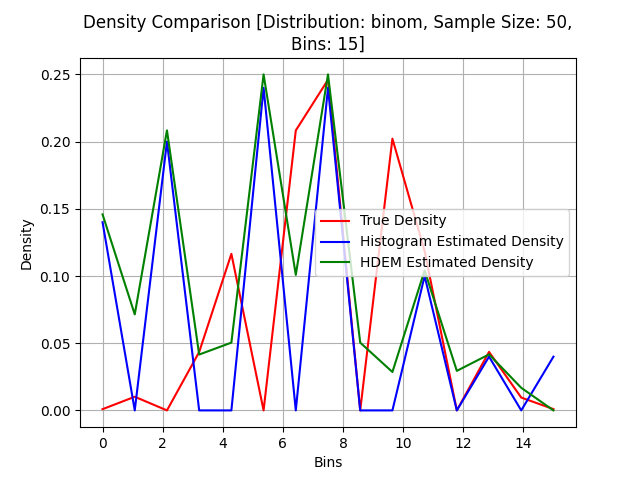 Density Comparison [Distribution: binom, Sample Size: 50,
Bins: 15]
0.25
0.20
0.15
0.10
0.05
0.00
Density
True Density
Histogram Estimated Density
HDEM Estimated Density
0 2 4 6 8 10 12 14
Bins